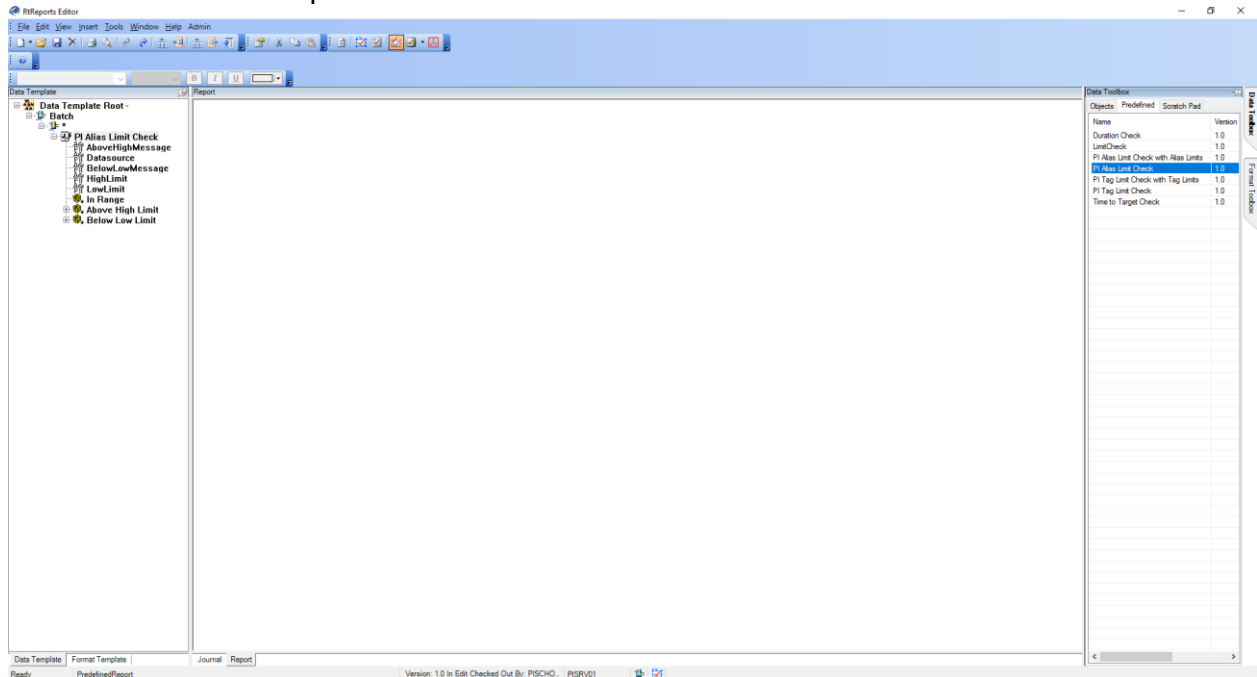 RtReports Editor
File Edit View Insert Tools Window Help Admin
B I U
Data Template
Report
Data Toolbox
Data Template Root -
Batch
*
PI Alias Limit Check
AboveHighMessage
Datasource
BelowLowMessage
HighLimit
LowLimit
In Range
Above High Limit
Below Low Limit
Objects Predefined Scratch Pad
Name Version
Duration Check 1.0
LimitCheck 1.0
PI Alias Limit Check with Alias Limits 1.0
PI Alias Limit Check 1.0
PI Tag Limit Check with Tag Limits 1.0
PI Tag Limit Check 1.0
Time to Target Check 1.0
Data Toolbox
Format Toolbox
Data Template Format Template
Journal Report
Ready PredefinedReport Version: 1.0 In Edit Checked Out By: PISCHO.. PISRV01